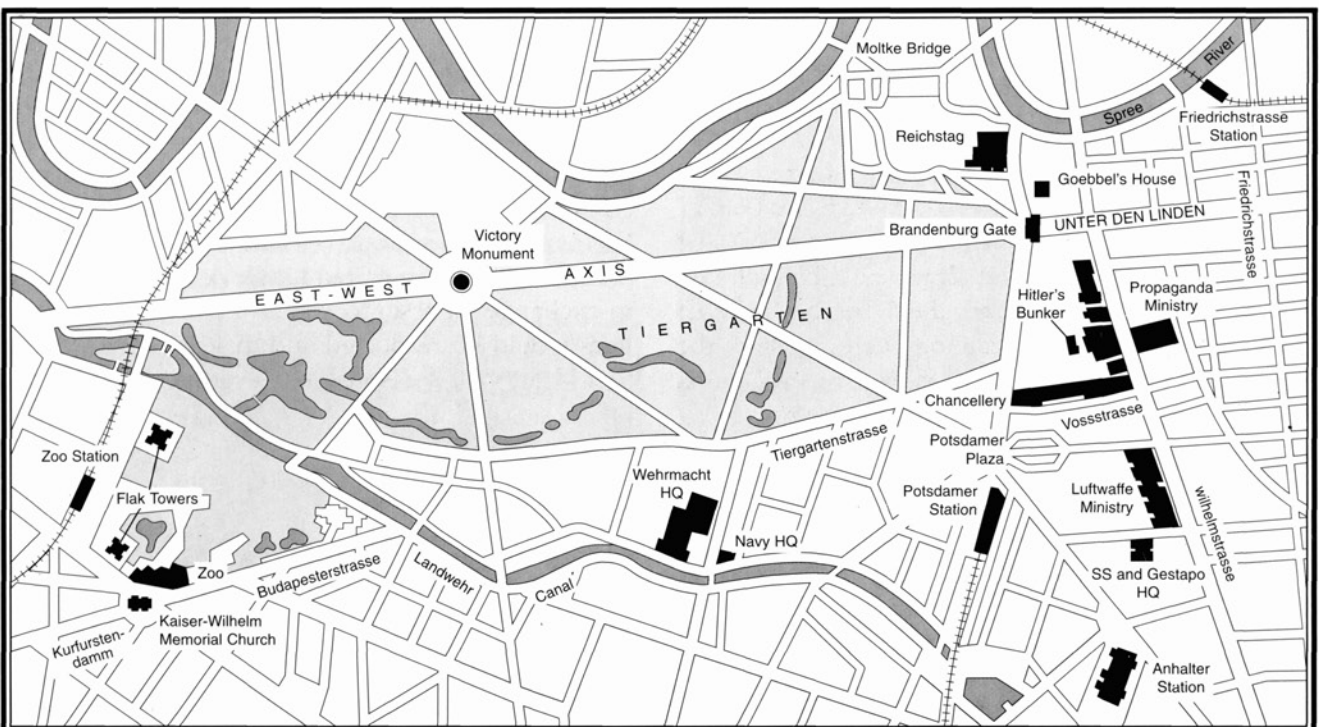 Moltke Bridge
River
Spree
Friedrichstrasse
Station
Reichstag
Goebbel's House
Friedrichstrasse
Brandenburg Gate
UNTER DEN LINDEN
Victory
Monument
EAST-WEST AXIS
Hitler's
Bunker
Propaganda
Ministry
TIERGARTEN
Chancellery
Vossstrasse
Tiergartenstrasse
Potsdamer
Plaza
Zoo Station
Flak Towers
Wehrmacht
HQ
Potsdamer
Station
Luftwaffe
Ministry
wilhelmstrasse
Navy HQ
Zoo
Budapesterstrasse
Landwehr
Canal
SS and Gestapo
HQ
Kaiser-Wilhelm
Memorial Church
Kurfursten-
damm
Anhalter
Station